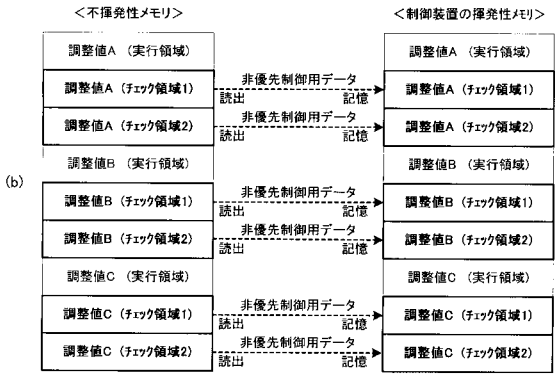 <不揮発性メモリ> <制御装置の揮発性メモリ>
調整値A (実行領域) 調整値A (実行領域)
調整値A (チェック領域1) 非優先制御用データ 読出 記憶 調整値A (チェック領域1)
調整値A (チェック領域2) 非優先制御用データ 読出 記憶 調整値A (チェック領域2)
調整値B (実行領域) 調整値B (実行領域)
(b)
調整値B (チェック領域1) 非優先制御用データ 読出 記憶 調整値B (チェック領域1)
調整値B (チェック領域2) 非優先制御用データ 読出 記憶 調整値B (チェック領域2)
調整値C (実行領域) 調整値C (実行領域)
調整値C (チェック領域1) 非優先制御用データ 読出 記憶 調整値C (チェック領域1)
調整値C (チェック領域2) 非優先制御用データ 読出 記憶 調整値C (チェック領域2)